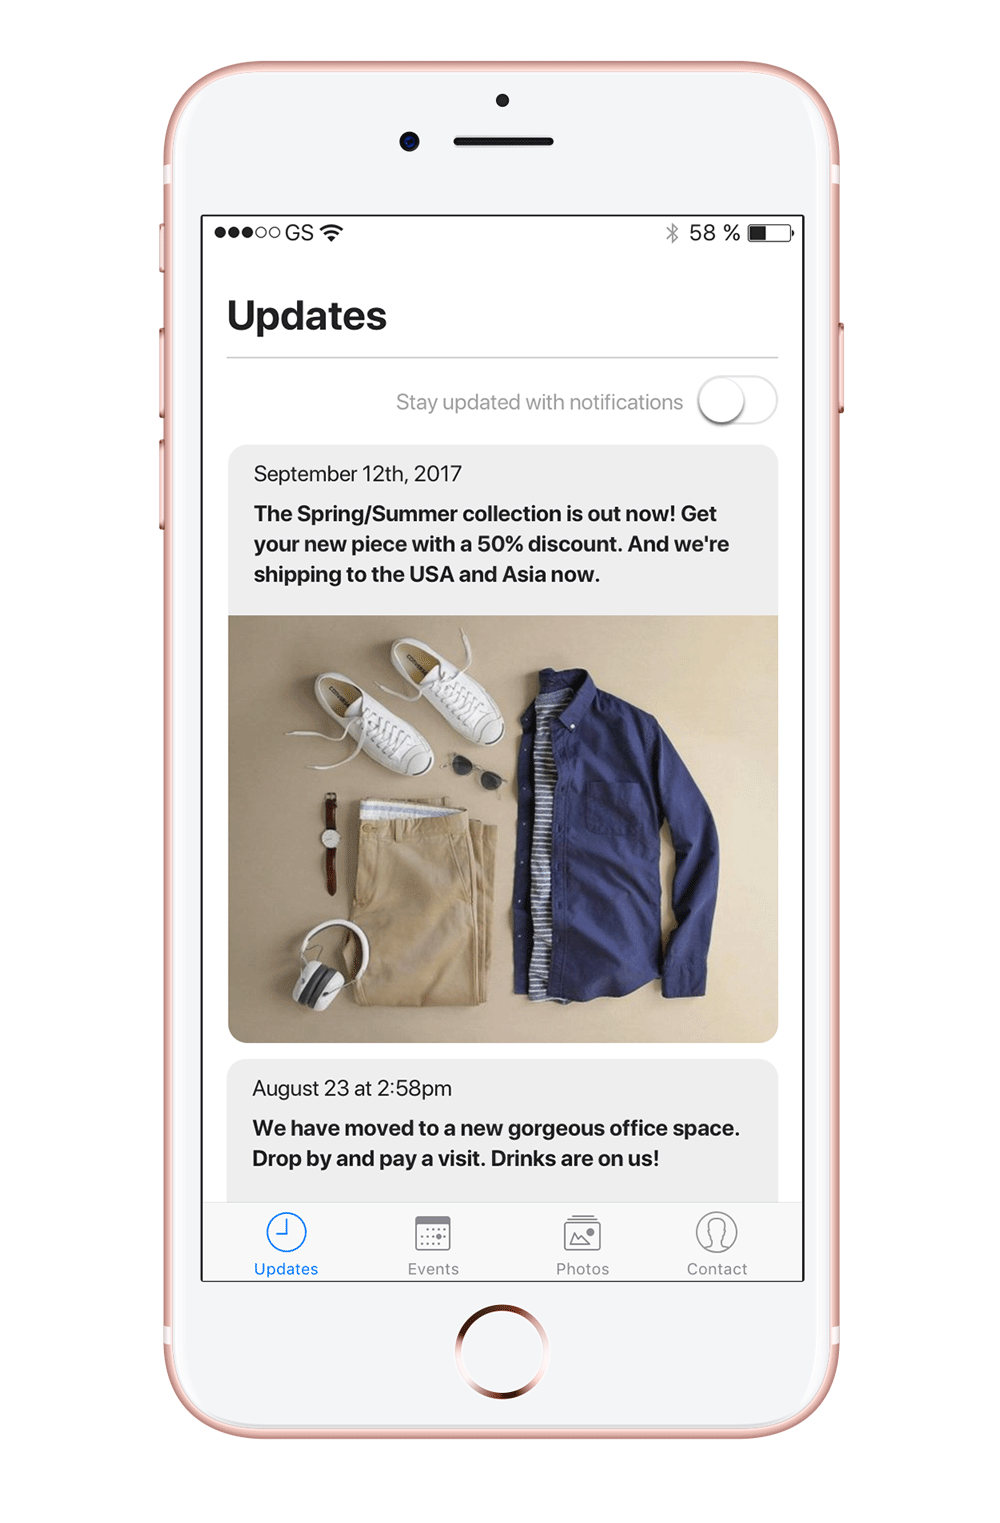 GS 58 %
Updates
Stay updated with notifications
September 12th, 2017
The Spring/Summer collection is out now! Get
your new piece with a 50% discount. And we're
shipping to the USA and Asia now.
August 23 at 2:58pm
We have moved to a new gorgeous office space.
Drop by and pay a visit. Drinks are on us!
Updates Events Photos Contact